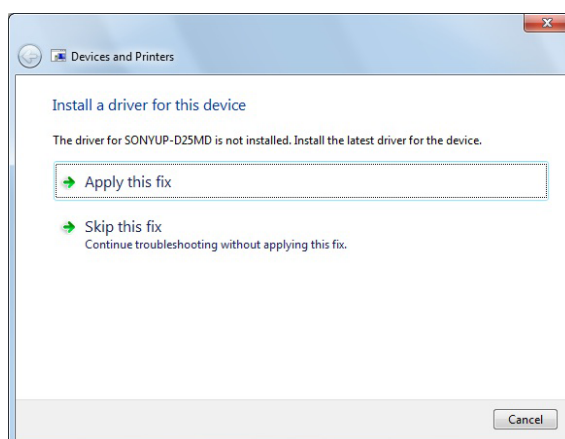 Devices and Printers
Install a driver for this device
The driver for SONYUP-D25MD is not installed. Install the latest driver for the device.
Apply this fix
Skip this fix
Continue troubleshooting without applying this fix.
Cancel